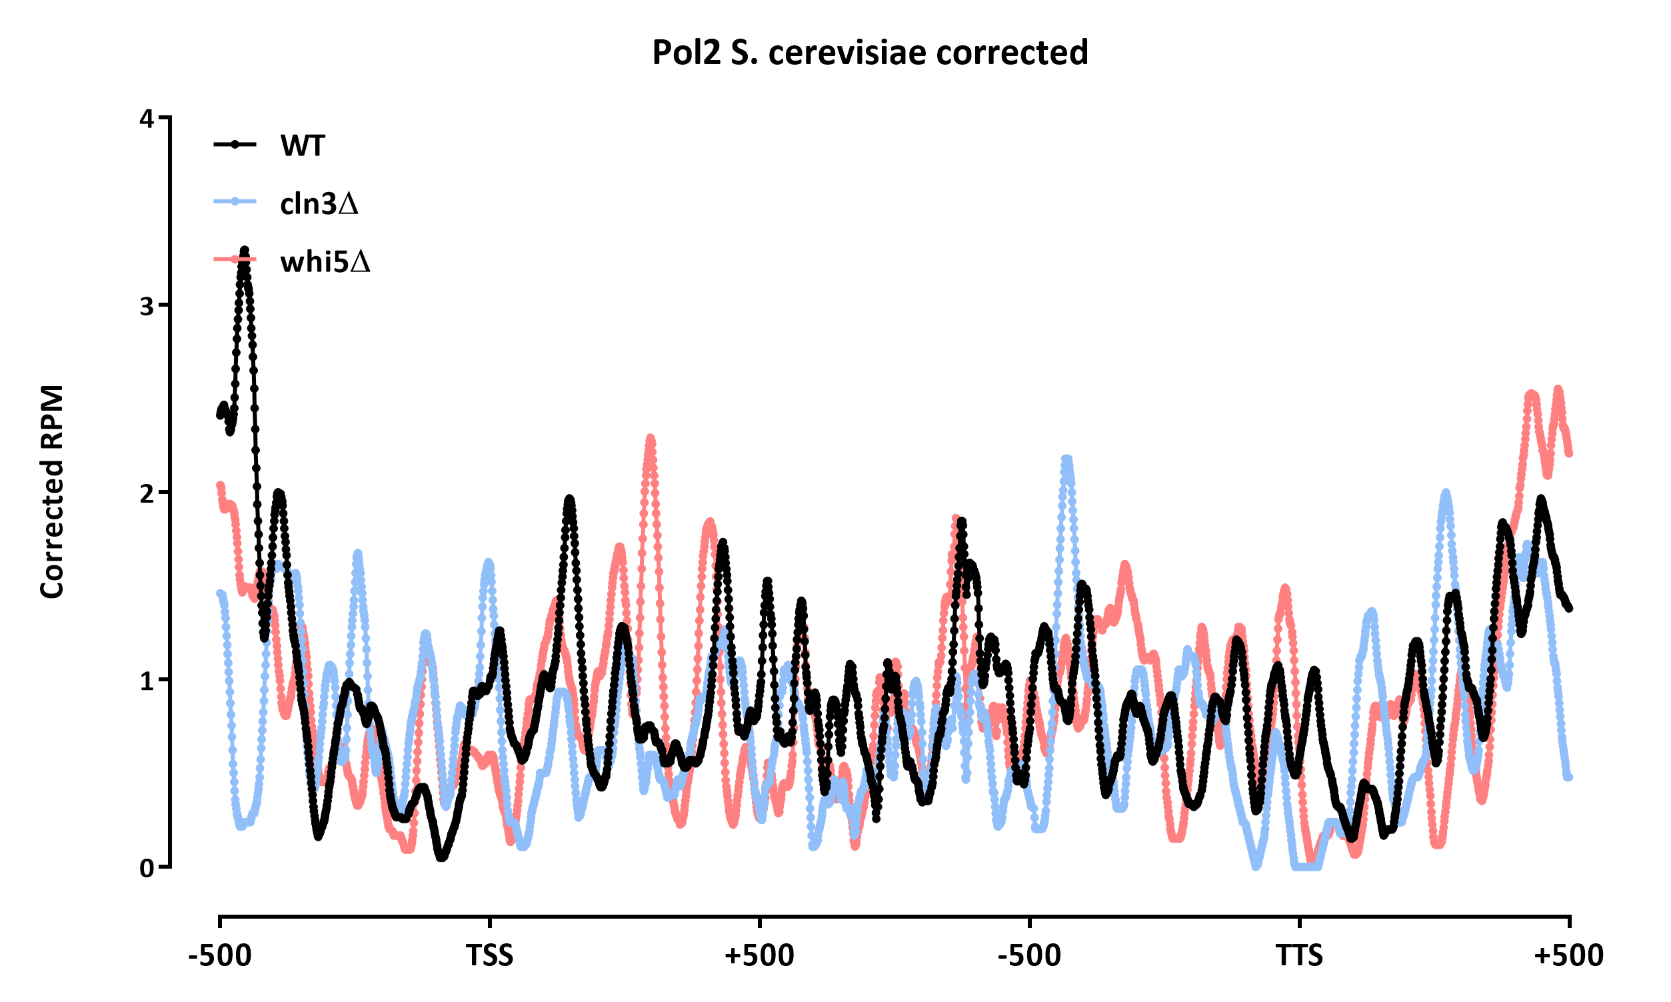 Pol2 S. cerevisiae corrected
4
3
2
1
0
Corrected RPM
WT
cln3Δ
whi5Δ
-500
TSS
+500
-500
TTS
+500